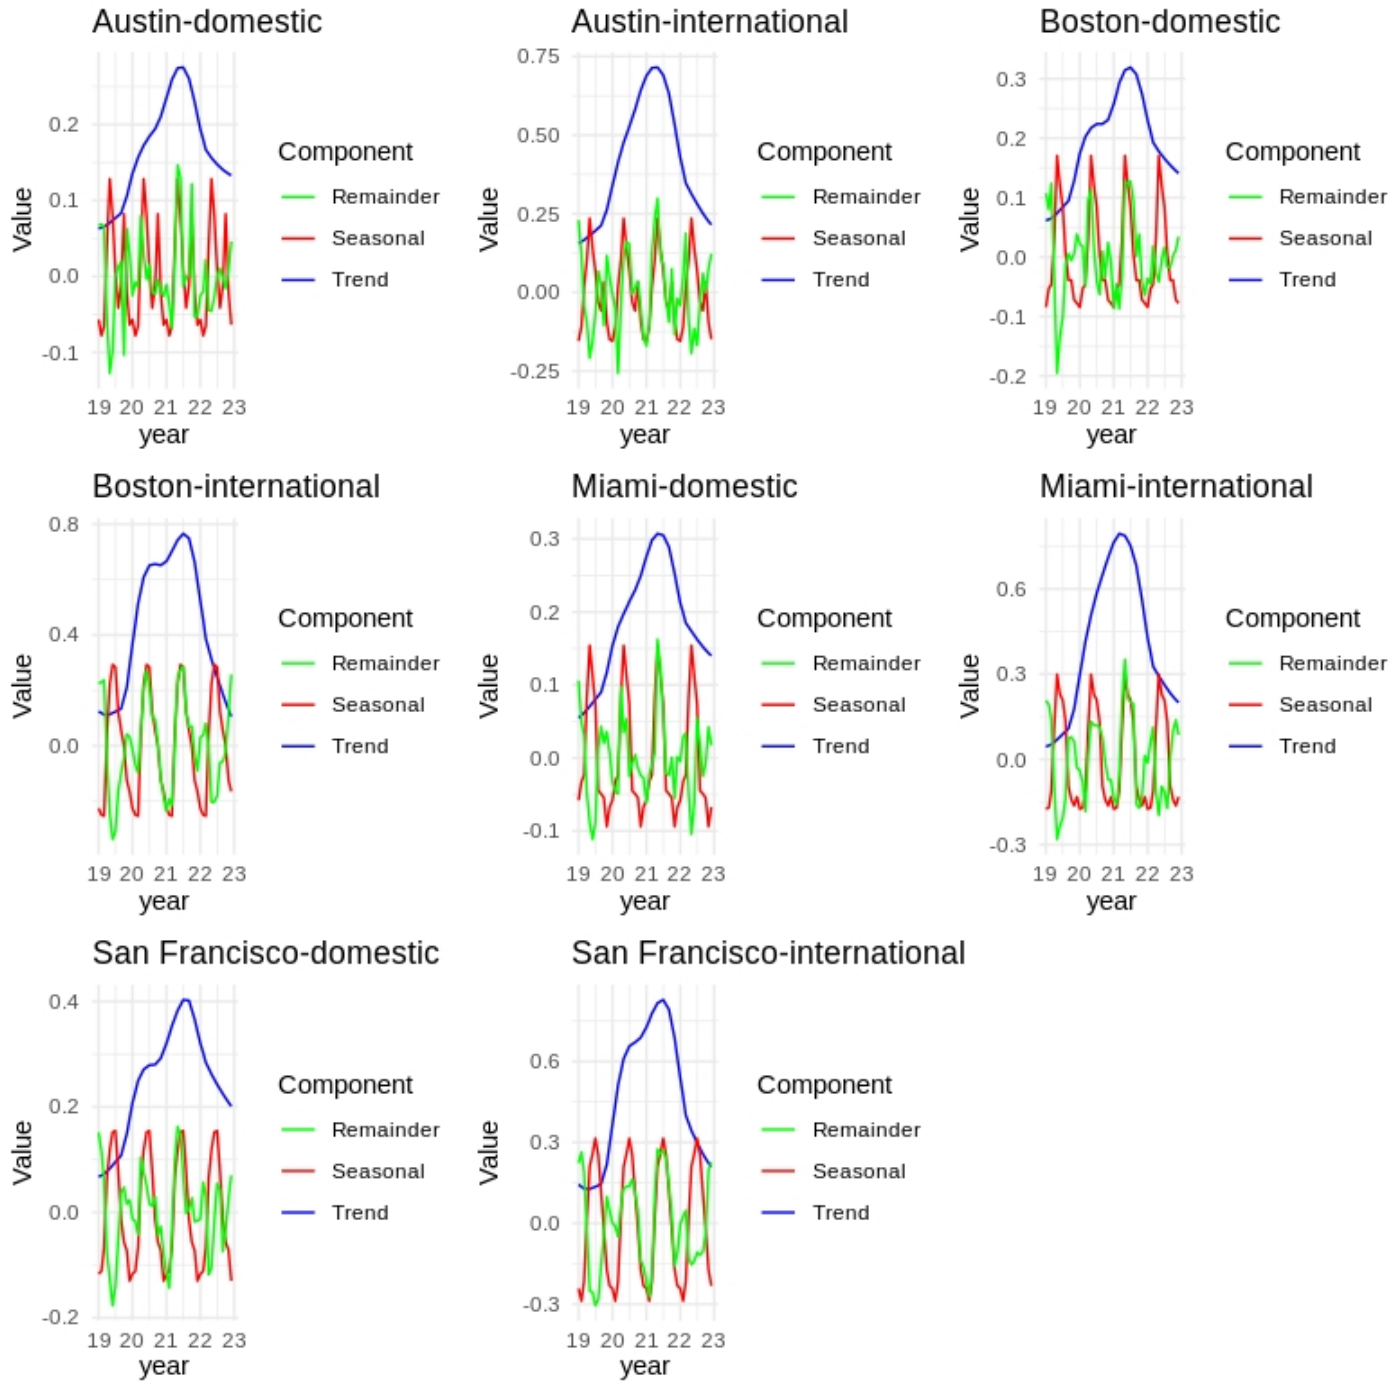 Austin-domestic
Value
0.2
0.1
0.0
-0.1
19 20 21 22 23
year
Component
Remainder
Seasonal
Trend
Austin-international
Value
0.75
0.50
0.25
0.00
-0.25
19 20 21 22 23
year
Component
Remainder
Seasonal
Trend
Boston-domestic
Value
0.3
0.2
0.1
0.0
-0.1
-0.2
19 20 21 22 23
year
Component
Remainder
Seasonal
Trend
Boston-international
Value
0.8
0.4
0.0
19 20 21 22 23
year
Component
Remainder
Seasonal
Trend
Miami-domestic
Value
0.3
0.2
0.1
0.0
-0.1
19 20 21 22 23
year
Component
Remainder
Seasonal
Trend
Miami-international
Value
0.6
0.3
0.0
-0.3
19 20 21 22 23
year
Component
Remainder
Seasonal
Trend
San Francisco-domestic
Value
0.4
0.2
0.0
-0.2
19 20 21 22 23
year
Component
Remainder
Seasonal
Trend
San Francisco-international
Value
0.6
0.3
0.0
-0.3
19 20 21 22 23
year
Component
Remainder
Seasonal
Trend